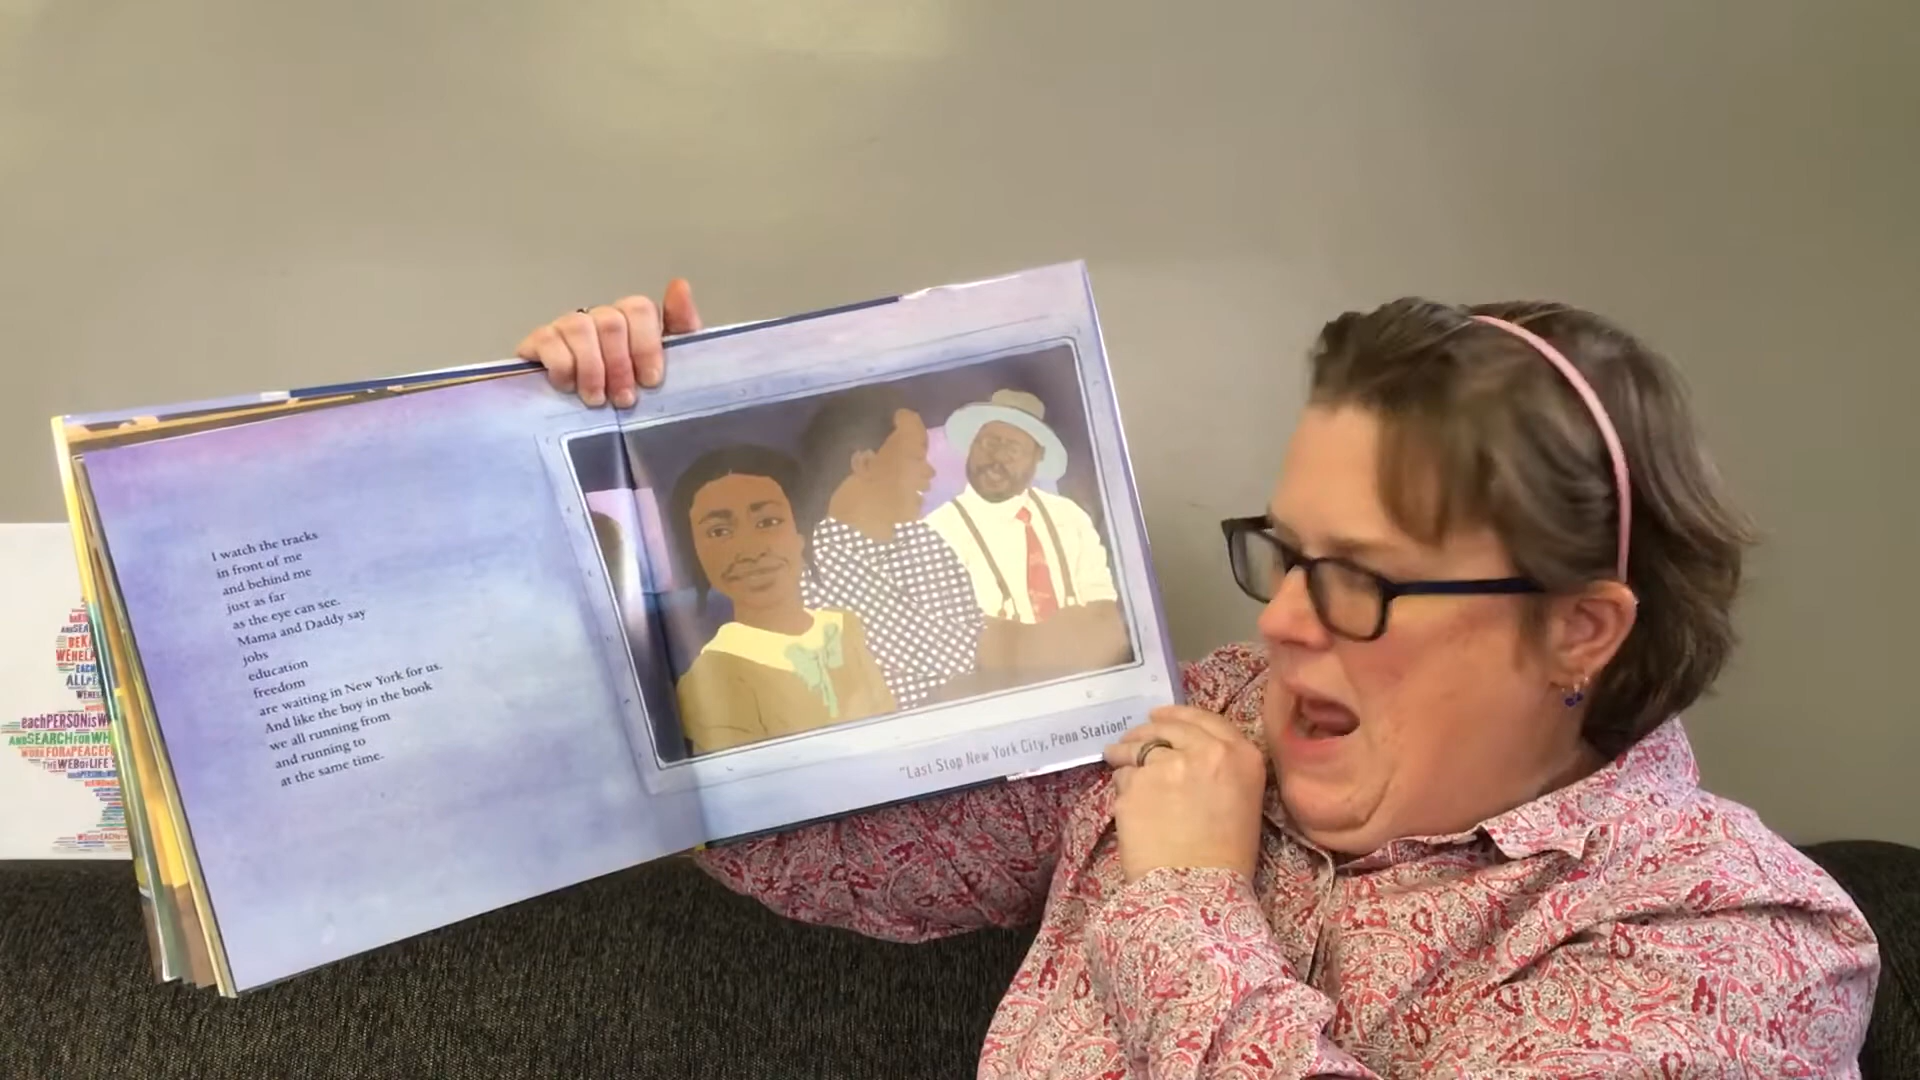 I watch the tracks
in front of me
and behind me
just as far
as the eye can see.
Mama and Daddy say
jobs
education
freedom
are waiting in New York for us.
And like the boy in the book
we all running from
and running to
at the same time.
"Last Stop New York City, Penn Station!"
eachPERSONisW
ANDSEARCHFORWH
WORKFORAPEACEF
THEWEBOFLIFE'S